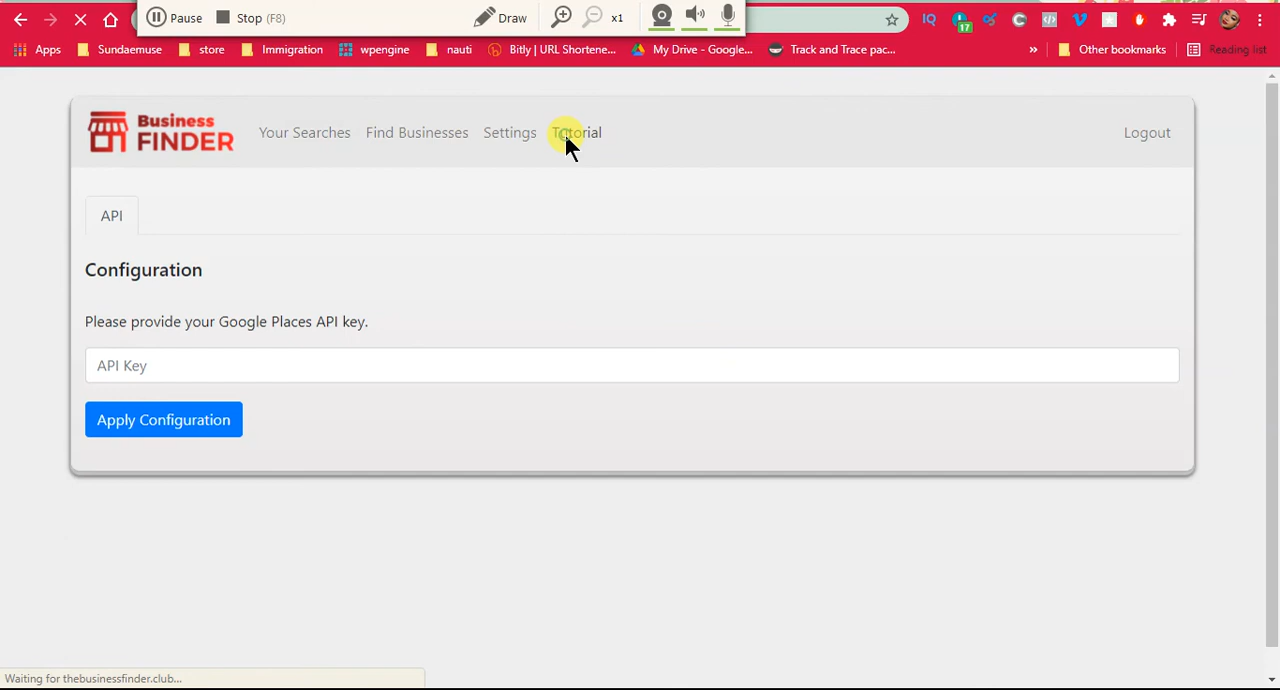 Pause Stop (F8) Draw x1
IQ 17
Apps Sundaemuse store Immigration wpengine nauti Bitly | URL Shortene... My Drive - Google... Track and Trace pac... » Other bookmarks Reading list
Business FINDER Your Searches Find Businesses Settings Tutorial Logout
API
Configuration
Please provide your Google Places API key.
API Key
Apply Configuration
Waiting for thebusinessfinder.club...